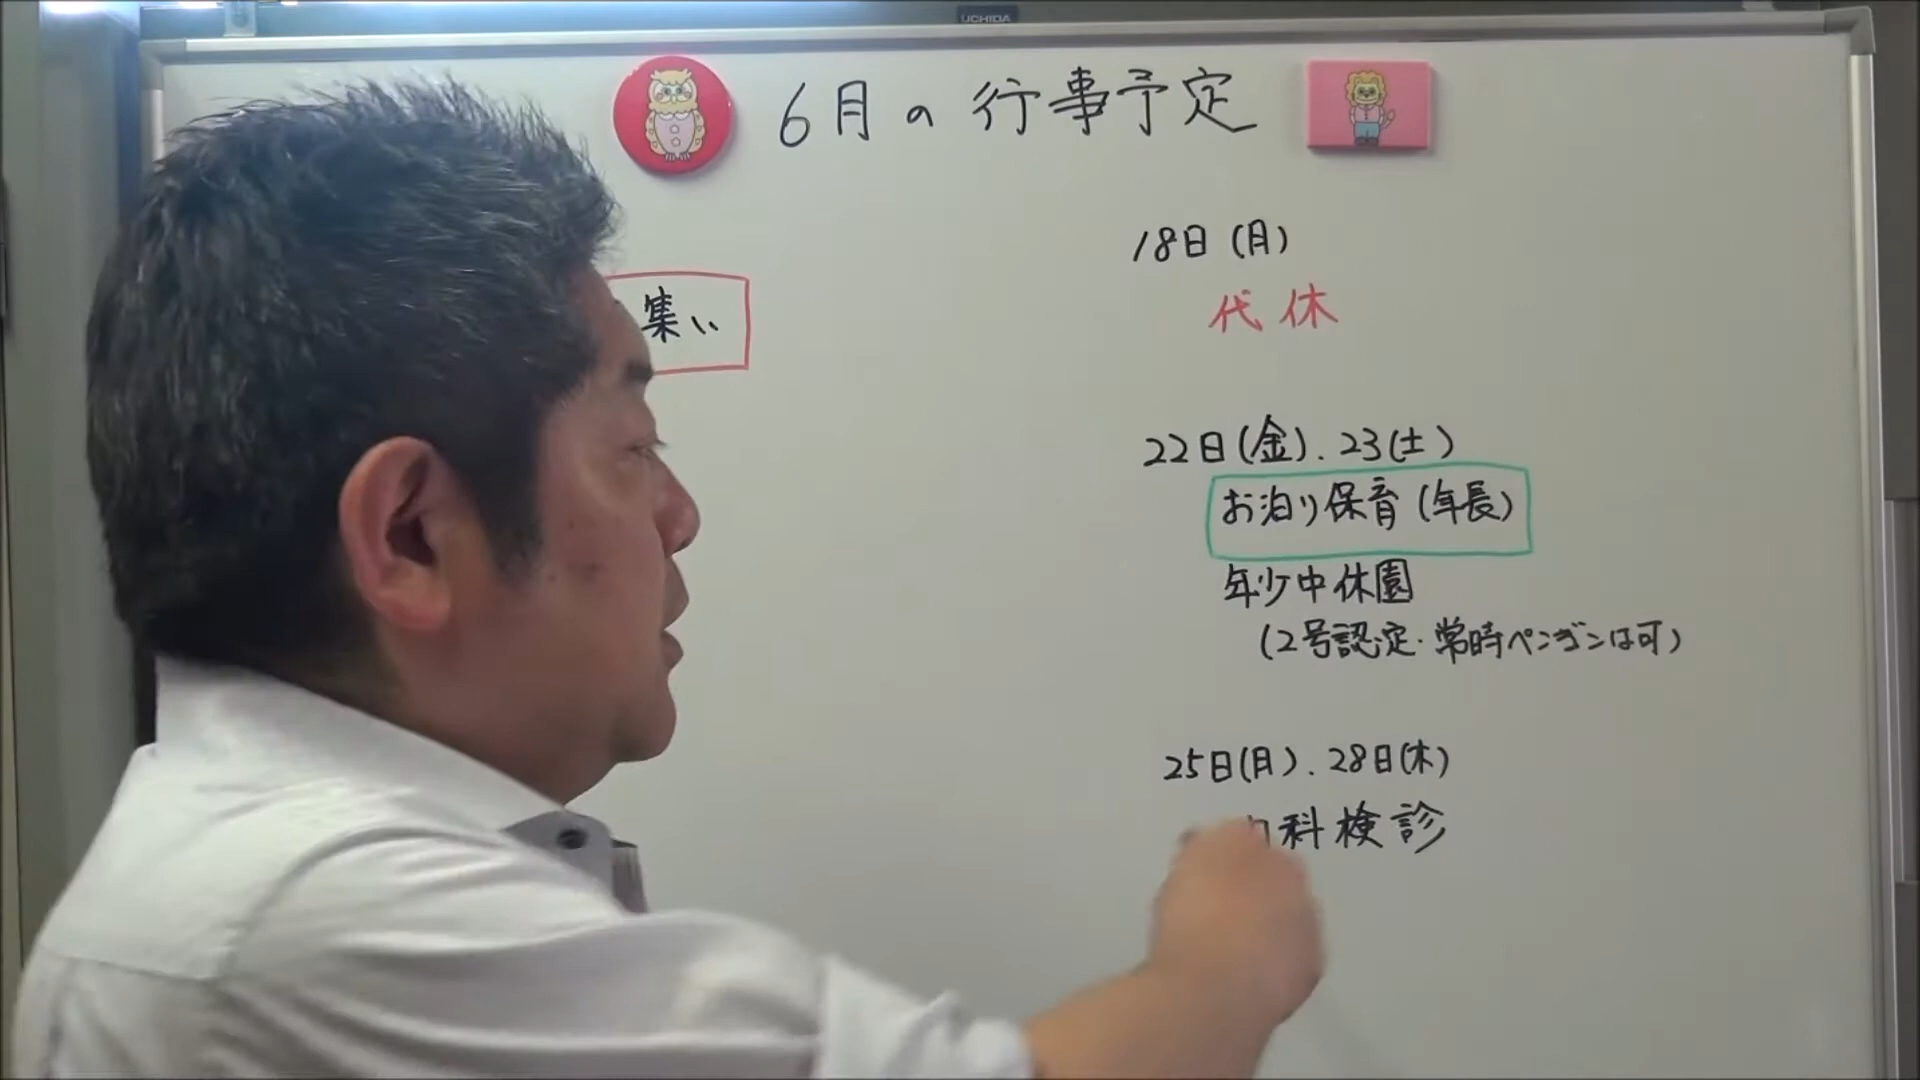 UCHIDA
6月の行事予定
集い
18日(月)
代休
22日(金).23(土)
お泊り保育(年長)
年少中休園
(2号認定・常時ペンギンは可)
25日(月).28日(木)
内科検診